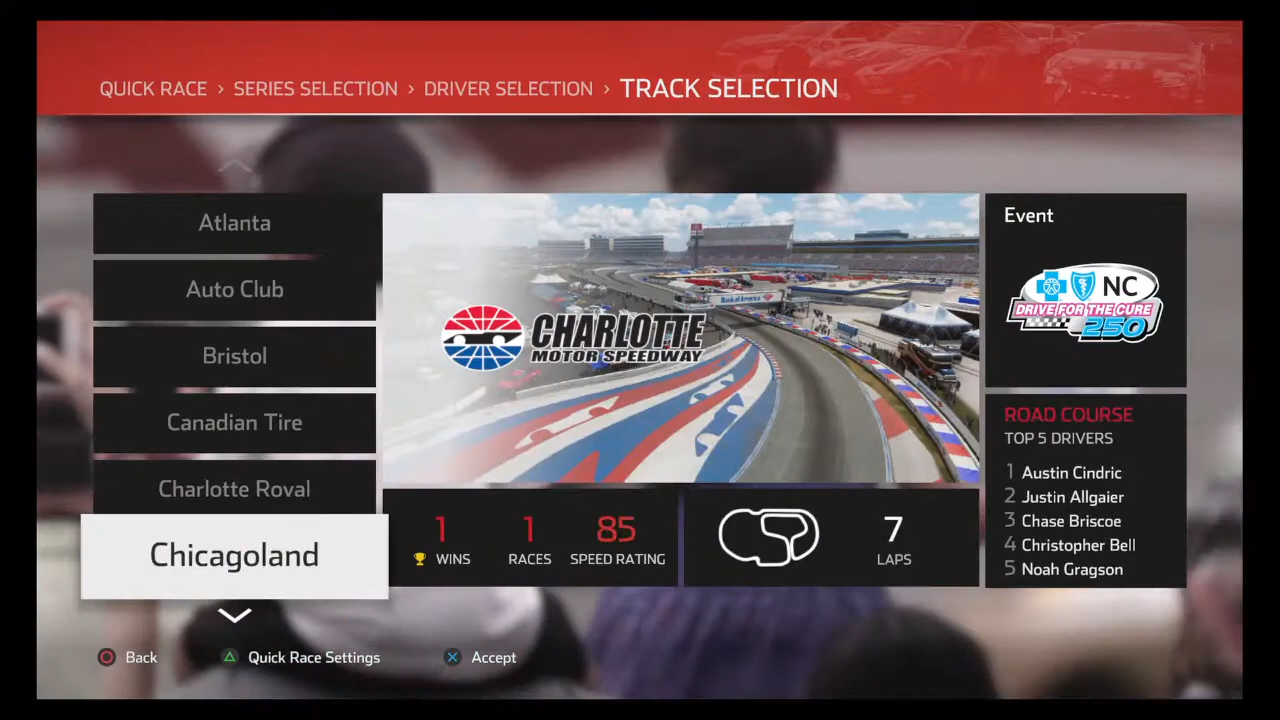 QUICK RACE > SERIES SELECTION > DRIVER SELECTION > TRACK SELECTION
Atlanta
Auto Club
Bristol
Canadian Tire
Charlotte Roval
Chicagoland
Bank of America
CHARLOTTE
MOTOR SPEEDWAY
1
WINS
1
RACES
85
SPEED RATING
7
LAPS
Event
NC
DRIVE FOR THE CURE
250
ROAD COURSE
TOP 5 DRIVERS
1 Austin Cindric
2 Justin Allgaier
3 Chase Briscoe
4 Christopher Bell
5 Noah Gragson
Back
Quick Race Settings
Accept